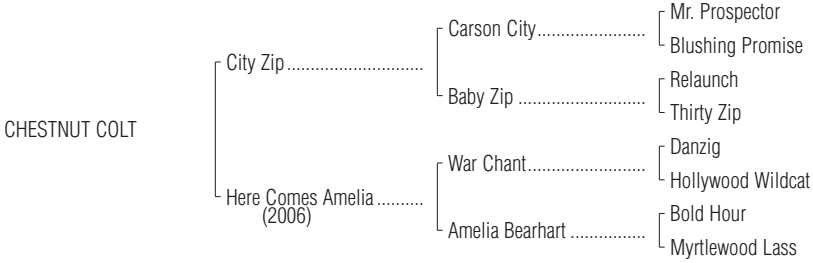 Mr. Prospector
Carson City.......................
Blushing Promise
City Zip.............................
Relaunch
Baby Zip ...........................
Thirty Zip
CHESTNUT COLT
Danzig
War Chant.........................
Hollywood Wildcat
Here Comes Amelia ..........
(2006)
Bold Hour
Amelia Bearhart ................
Myrtlewood Lass